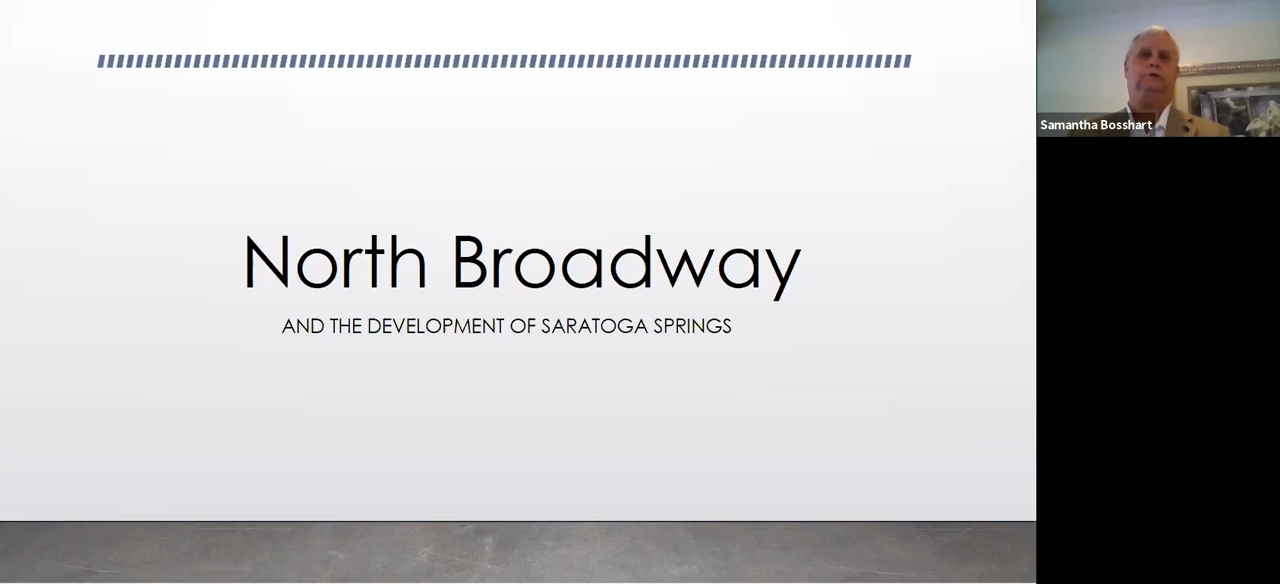 North Broadway
AND THE DEVELOPMENT OF SARATOGA SPRINGS
Samantha Bosshart